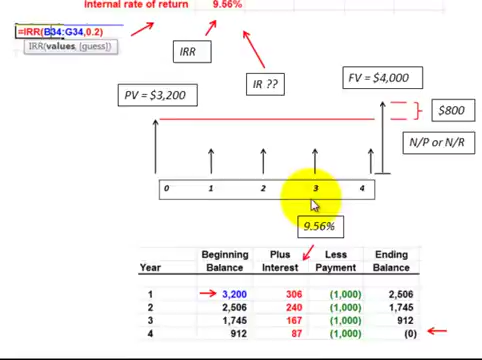 Internal rate of return 9.56%
=IRR(B34:G34,0.2)
IRR(values, [guess])
IRR
IR ??
FV = $4,000
PV = $3,200
$800
N/P or N/R
0 1 2 3 4
9.56%
Beginning Plus Less Ending
Year Balance Interest Payment Balance
1 3,200 306 (1,000) 2,506
2 2,506 240 (1,000) 1,745
3 1,745 167 (1,000) 912
4 912 87 (1,000) (0)